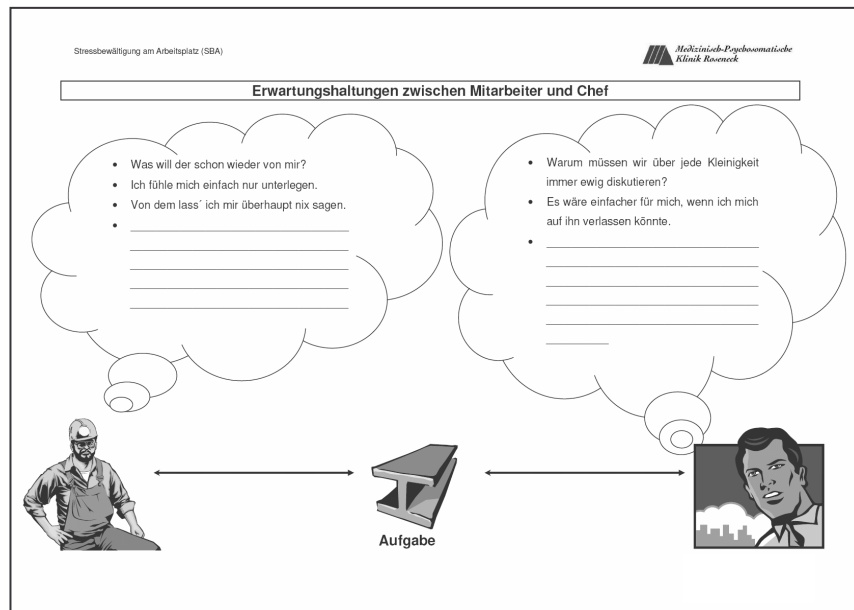 Stressbewältigung am Arbeitsplatz (SBA)
Medizinisch-Psychosomatische
Klinik Roseneck
Erwartungshaltungen zwischen Mitarbeiter und Chef
• Was will der schon wieder von mir?
• Ich fühle mich einfach nur unterlegen.
• Von dem lass´ ich mir überhaupt nix sagen.
• Warum müssen wir über jede Kleinigkeit
immer ewig diskutieren?
• Es wäre einfacher für mich, wenn ich mich
auf ihn verlassen könnte.
Aufgabe